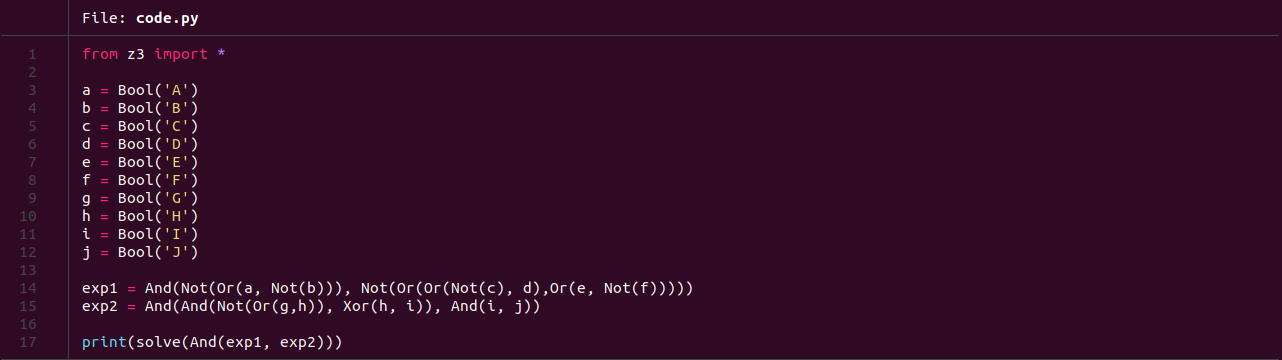 File: code.py
1 from z3 import *
2
3 a = Bool('A')
4 b = Bool('B')
5 c = Bool('C')
6 d = Bool('D')
7 e = Bool('E')
8 f = Bool('F')
9 g = Bool('G')
10 h = Bool('H')
11 i = Bool('I')
12 j = Bool('J')
13
14 exp1 = And(Not(Or(a, Not(b))), Not(Or(Or(Not(c), d),Or(e, Not(f)))))
15 exp2 = And(And(Not(Or(g,h)), Xor(h, i)), And(i, j))
16
17 print(solve(And(exp1, exp2)))